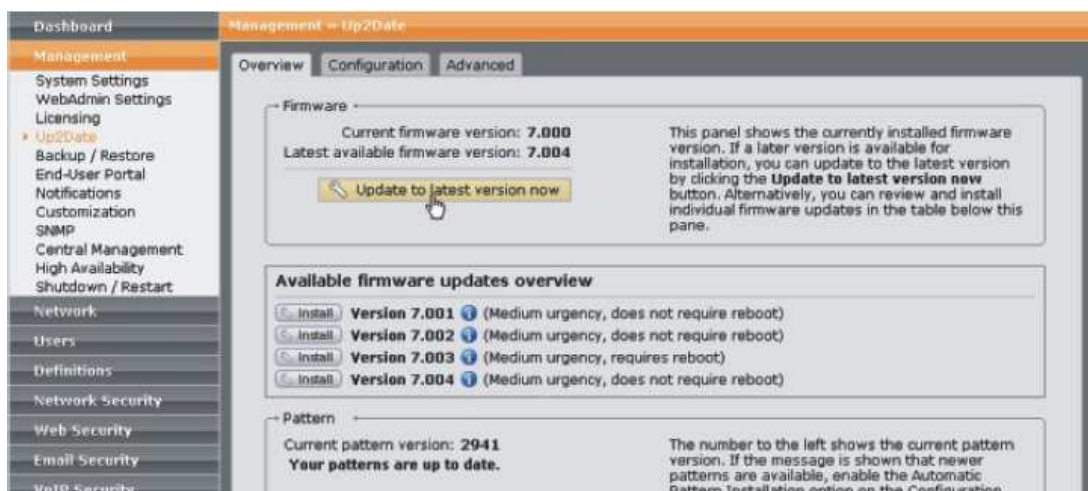 Dashboard
Management
System Settings
WebAdmin Settings
Licensing
Up2Date
Backup / Restore
End-User Portal
Notifications
Customization
SNMP
Central Management
High Availability
Shutdown / Restart
Network
Users
Definitions
Network Security
Web Security
Email Security
VoIP Security
Management » Up2Date
Overview Configuration Advanced
Firmware
Current firmware version: 7.000
Latest available firmware version: 7.004
Update to latest version now
This panel shows the currently installed firmware
version. If a later version is available for
installation, you can update to the latest version
by clicking the Update to latest version now
button. Alternatively, you can review and install
individual firmware updates in the table below this
pane.
Available firmware updates overview
Install Version 7.001 (Medium urgency, does not require reboot)
Install Version 7.002 (Medium urgency, does not require reboot)
Install Version 7.003 (Medium urgency, requires reboot)
Install Version 7.004 (Medium urgency, does not require reboot)
Pattern
Current pattern version: 2941
Your patterns are up to date.
The number to the left shows the current pattern
version. If the message is shown that newer
patterns are available, enable the Automatic
Pattern Installation option on the Configuration